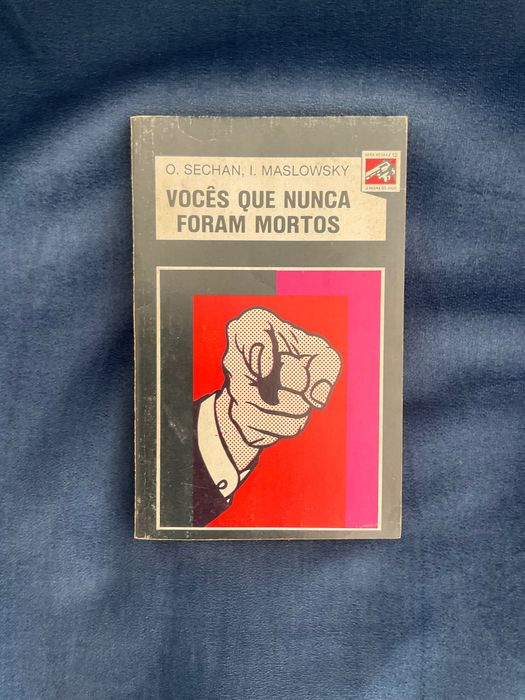 O. SECHAN, I. MASLOWSKY
VOCÊS QUE NUNCA
FORAM MORTOS